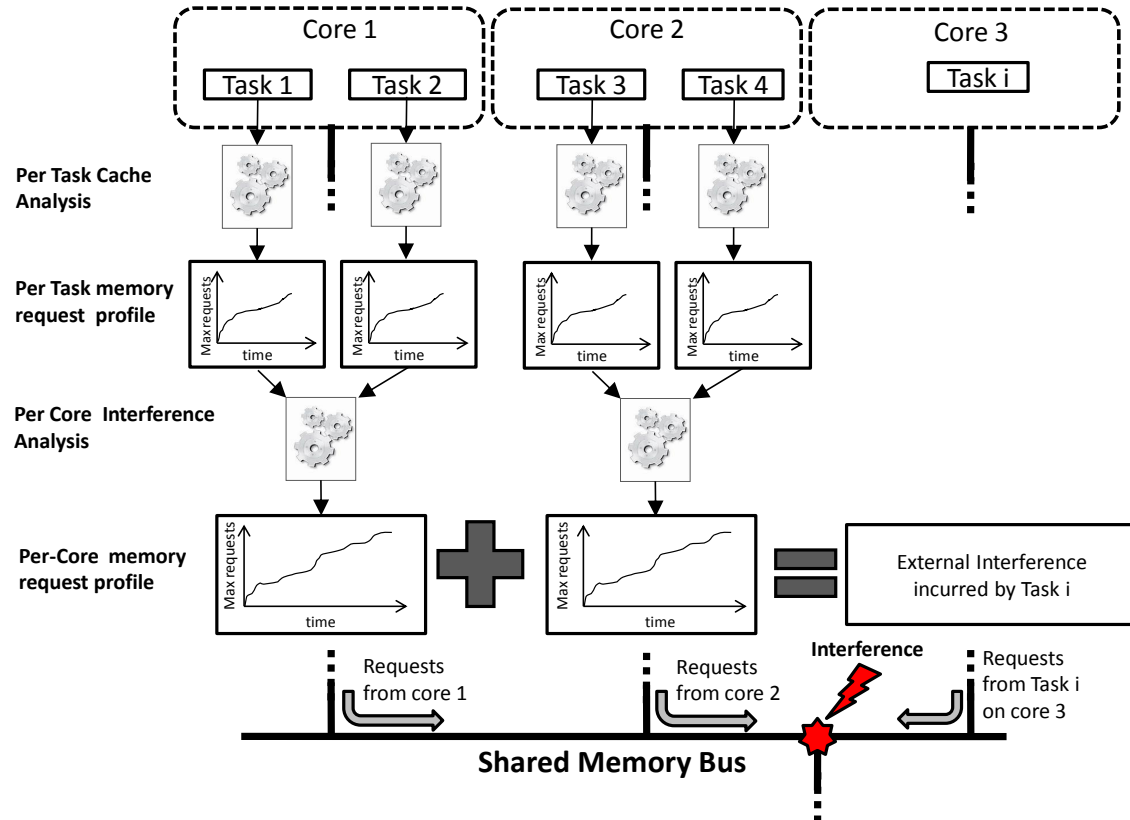 Core 1
Core 2
Core 3
Task 1
Task 2
Task 3
Task 4
Task i
Per Task Cache
Analysis
Per Task memory
request profile
Max requests
time
Max requests
time
Max requests
time
Max requests
time
Per Core Interference
Analysis
Per-Core memory
request profile
Max requests
time
Max requests
time
External Interference
incurred by Task i
Requests
from core 1
Requests
from core 2
Interference
Requests
from Task i
on core 3
Shared Memory Bus